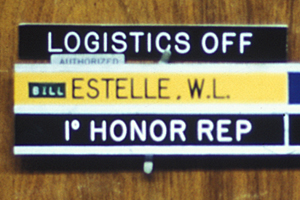 LOGISTICS OFF
AUTHORIZED
BILL ESTELLE, W.L.
1° HONOR REP